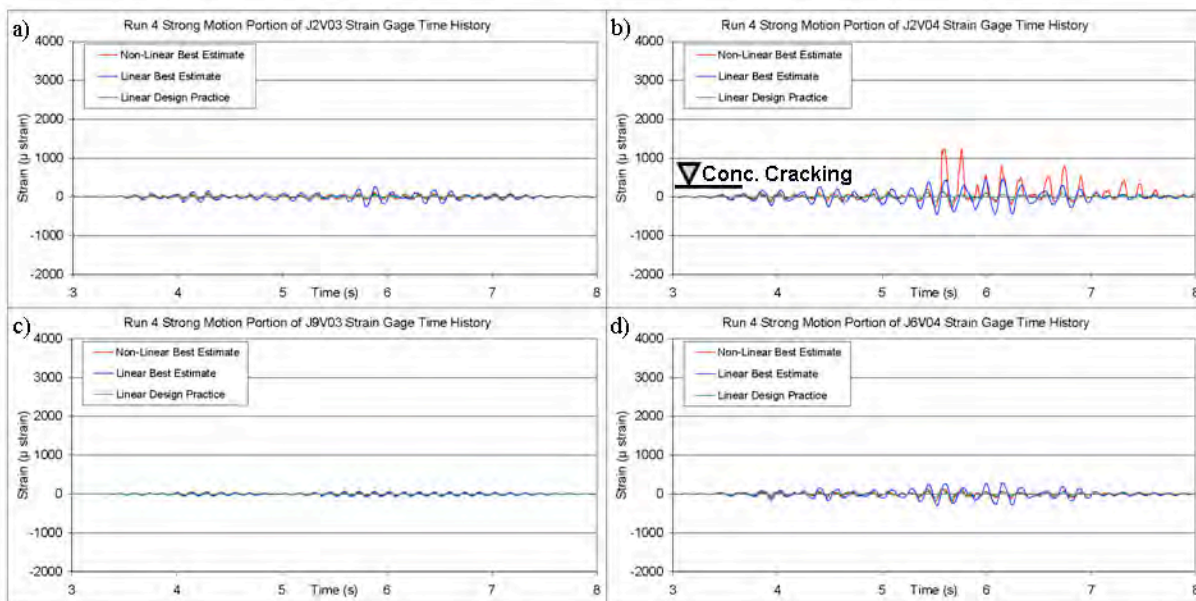 a)
Run 4 Strong Motion Portion of J2V03 Strain Gage Time History
4000
3000
2000
1000
0
-1000
-2000
Strain (µ strain)
Non-Linear Best Estimate
Linear Best Estimate
Linear Design Practice
3 4 5 6 7 8
Time (s)
b)
Run 4 Strong Motion Portion of J2V04 Strain Gage Time History
4000
3000
2000
1000
0
-1000
-2000
Strain (µ strain)
Non-Linear Best Estimate
Linear Best Estimate
Linear Design Practice
Conc. Cracking
3 4 5 6 7 8
Time (s)
c)
Run 4 Strong Motion Portion of J9V03 Strain Gage Time History
4000
3000
2000
1000
0
-1000
-2000
Strain (µ strain)
Non-Linear Best Estimate
Linear Best Estimate
Linear Design Practice
3 4 5 6 7 8
Time (s)
d)
Run 4 Strong Motion Portion of J6V04 Strain Gage Time History
4000
3000
2000
1000
0
-1000
-2000
Strain (µ strain)
Non-Linear Best Estimate
Linear Best Estimate
Linear Design Practice
3 4 5 6 7 8
Time (s)